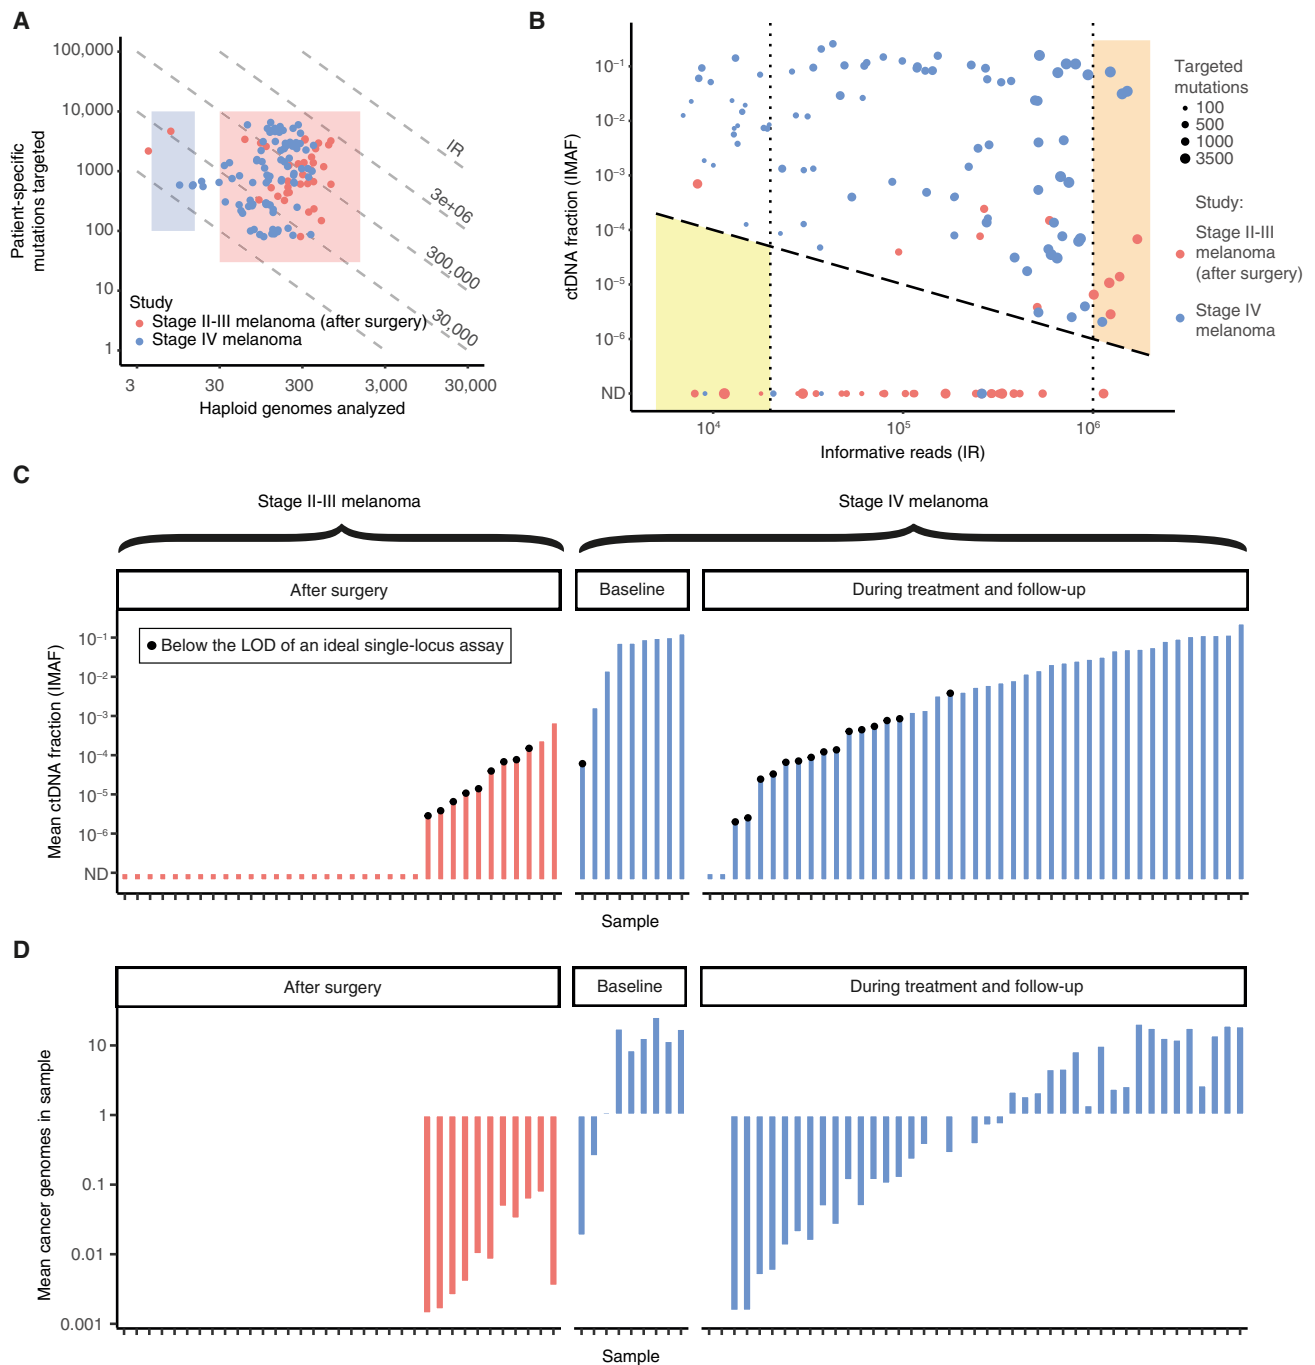 A
Patient-specific
mutations targeted
100,000
10,000
1000
100
10
1
IR
3e+06
300,000
30,000
Study
Stage II-III melanoma (after surgery)
Stage IV melanoma
3
30
300
3,000
30,000
Haploid genomes analyzed
B
ctDNA fraction (IMAF)
10⁻¹
10⁻²
10⁻³
10⁻⁴
10⁻⁵
10⁻⁶
ND
10⁴
10⁵
10⁶
Informative reads (IR)
Targeted
mutations
100
500
1000
3500
Study:
Stage II-III
melanoma
(after surgery)
Stage IV
melanoma
C
Stage II-III melanoma
Stage IV melanoma
After surgery
Baseline
During treatment and follow-up
Below the LOD of an ideal single-locus assay
Mean ctDNA fraction (IMAF)
10⁻¹
10⁻²
10⁻³
10⁻⁴
10⁻⁵
10⁻⁶
ND
Sample
D
After surgery
Baseline
During treatment and follow-up
Mean cancer genomes in sample
10
1
0.1
0.01
0.001
Sample